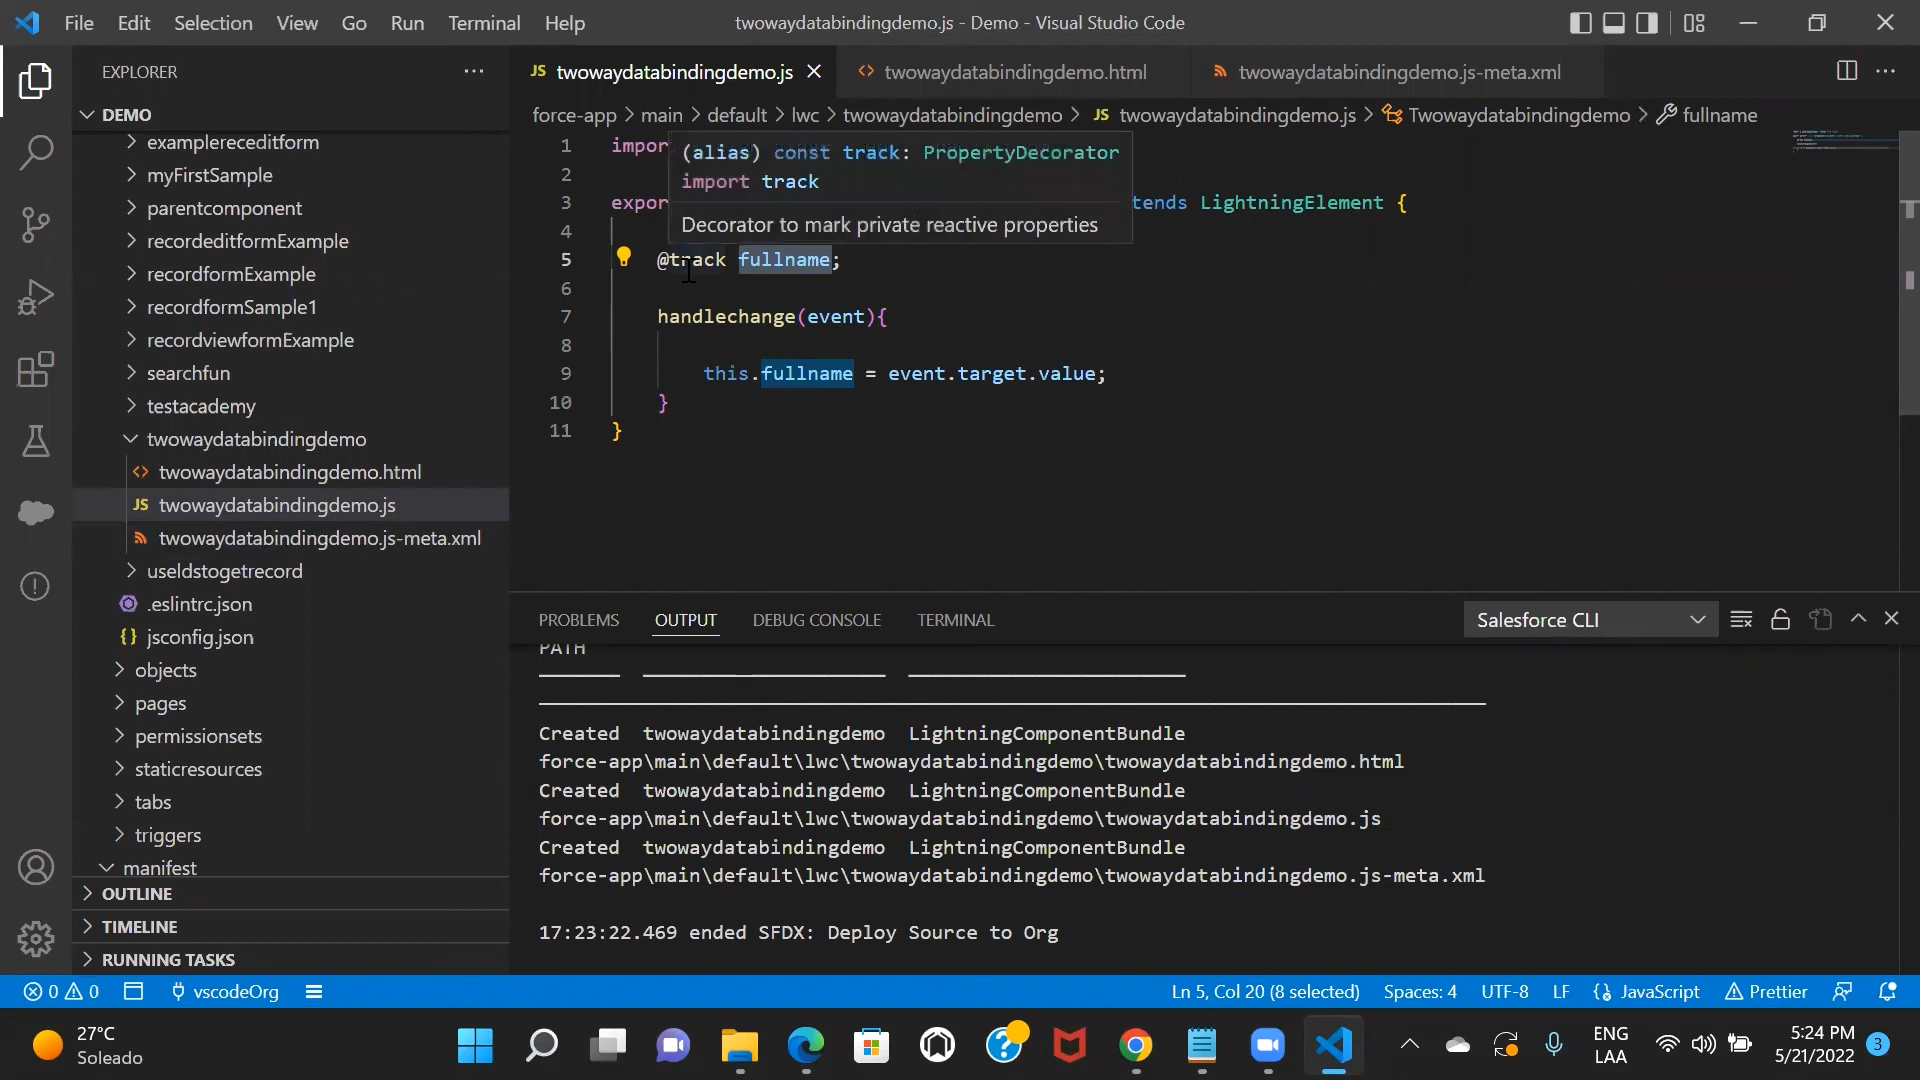 File Edit Selection View Go Run Terminal Help
twowaydatabindingdemo.js - Demo - Visual Studio Code
EXPLORER
DEMO
examplereceditform
myFirstSample
parentcomponent
recordeditformExample
recordformExample
recordformSample1
recordviewformExample
searchfun
testacademy
twowaydatabindingdemo
twowaydatabindingdemo.html
JS twowaydatabindingdemo.js
twowaydatabindingdemo.js-meta.xml
useldstogetrecord
.eslintrc.json
{} jsconfig.json
objects
pages
permissionsets
staticresources
tabs
triggers
manifest
OUTLINE
TIMELINE
RUNNING TASKS
JS twowaydatabindingdemo.js twowaydatabindingdemo.html twowaydatabindingdemo.js-meta.xml
force-app > main > default > lwc > twowaydatabindingdemo > JS twowaydatabindingdemo.js > Twowaydatabindingdemo > fullname
1 impor
(alias) const track: PropertyDecorator
import track
Decorator to mark private reactive properties
2
3 expor tends LightningElement {
4
5 @track fullname;
6
7 handlechange(event){
8
9 this.fullname = event.target.value;
10 }
11 }
PROBLEMS OUTPUT DEBUG CONSOLE TERMINAL
Salesforce CLI
PATH
Created twowaydatabindingdemo LightningComponentBundle
force-app\main\default\lwc\twowaydatabindingdemo\twowaydatabindingdemo.html
Created twowaydatabindingdemo LightningComponentBundle
force-app\main\default\lwc\twowaydatabindingdemo\twowaydatabindingdemo.js
Created twowaydatabindingdemo LightningComponentBundle
force-app\main\default\lwc\twowaydatabindingdemo\twowaydatabindingdemo.js-meta.xml
17:23:22.469 ended SFDX: Deploy Source to Org
0 0 vscodeOrg
Ln 5, Col 20 (8 selected) Spaces: 4 UTF-8 LF JavaScript Prettier
27°C
Soleado
ENG
LAA
5:24 PM
5/21/2022
3